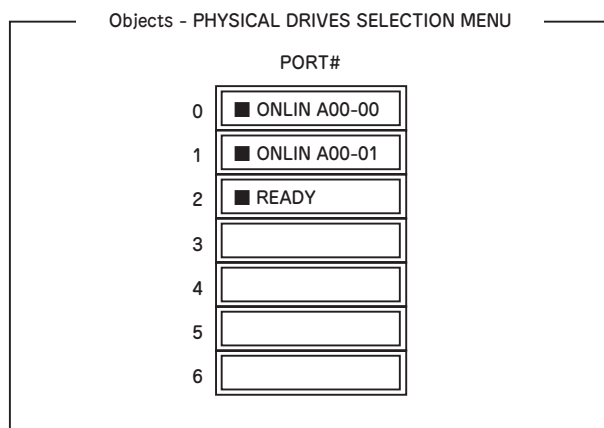 Objects - PHYSICAL DRIVES SELECTION MENU
PORT#
0 ■ ONLIN A00-00
1 ■ ONLIN A00-01
2 ■ READY
3
4
5
6